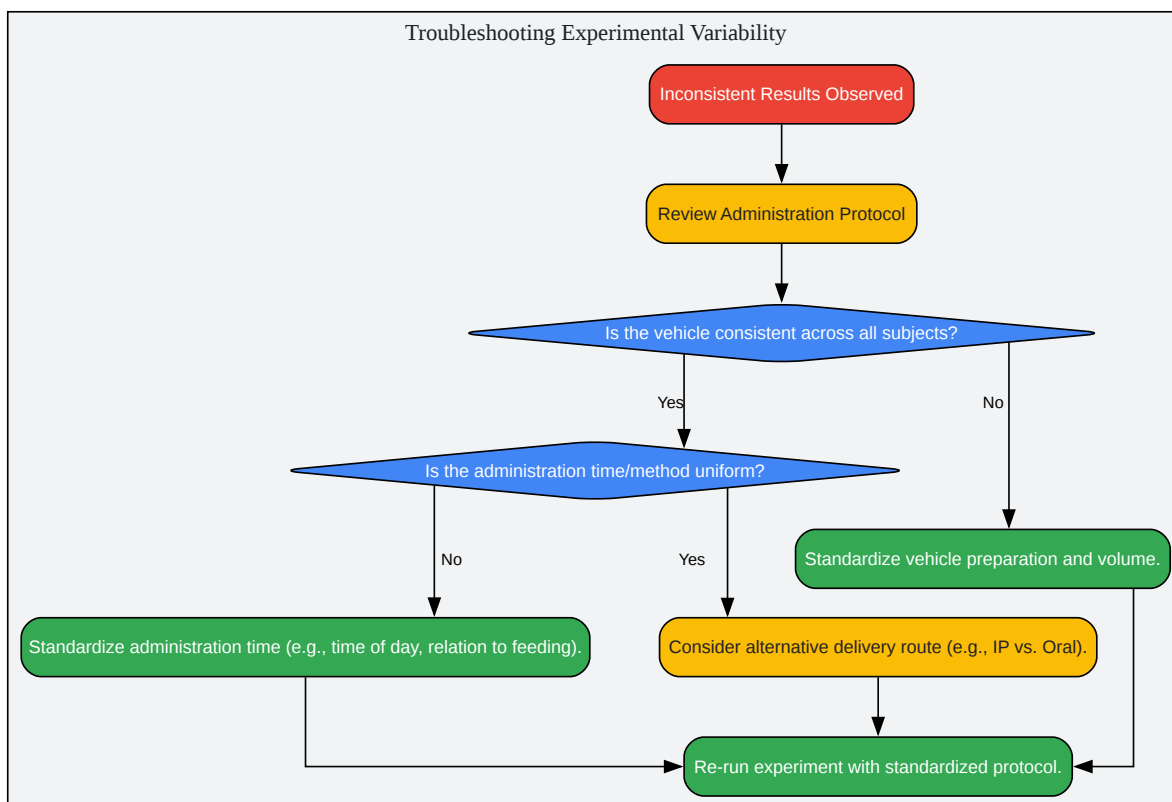 Troubleshooting Experimental Variability
Inconsistent Results Observed
Review Administration Protocol
Is the vehicle consistent across all subjects?
Yes
No
Is the administration time/method uniform?
No
Yes
Standardize vehicle preparation and volume.
Standardize administration time (e.g., time of day, relation to feeding).
Consider alternative delivery route (e.g., IP vs. Oral).
Re-run experiment with standardized protocol.